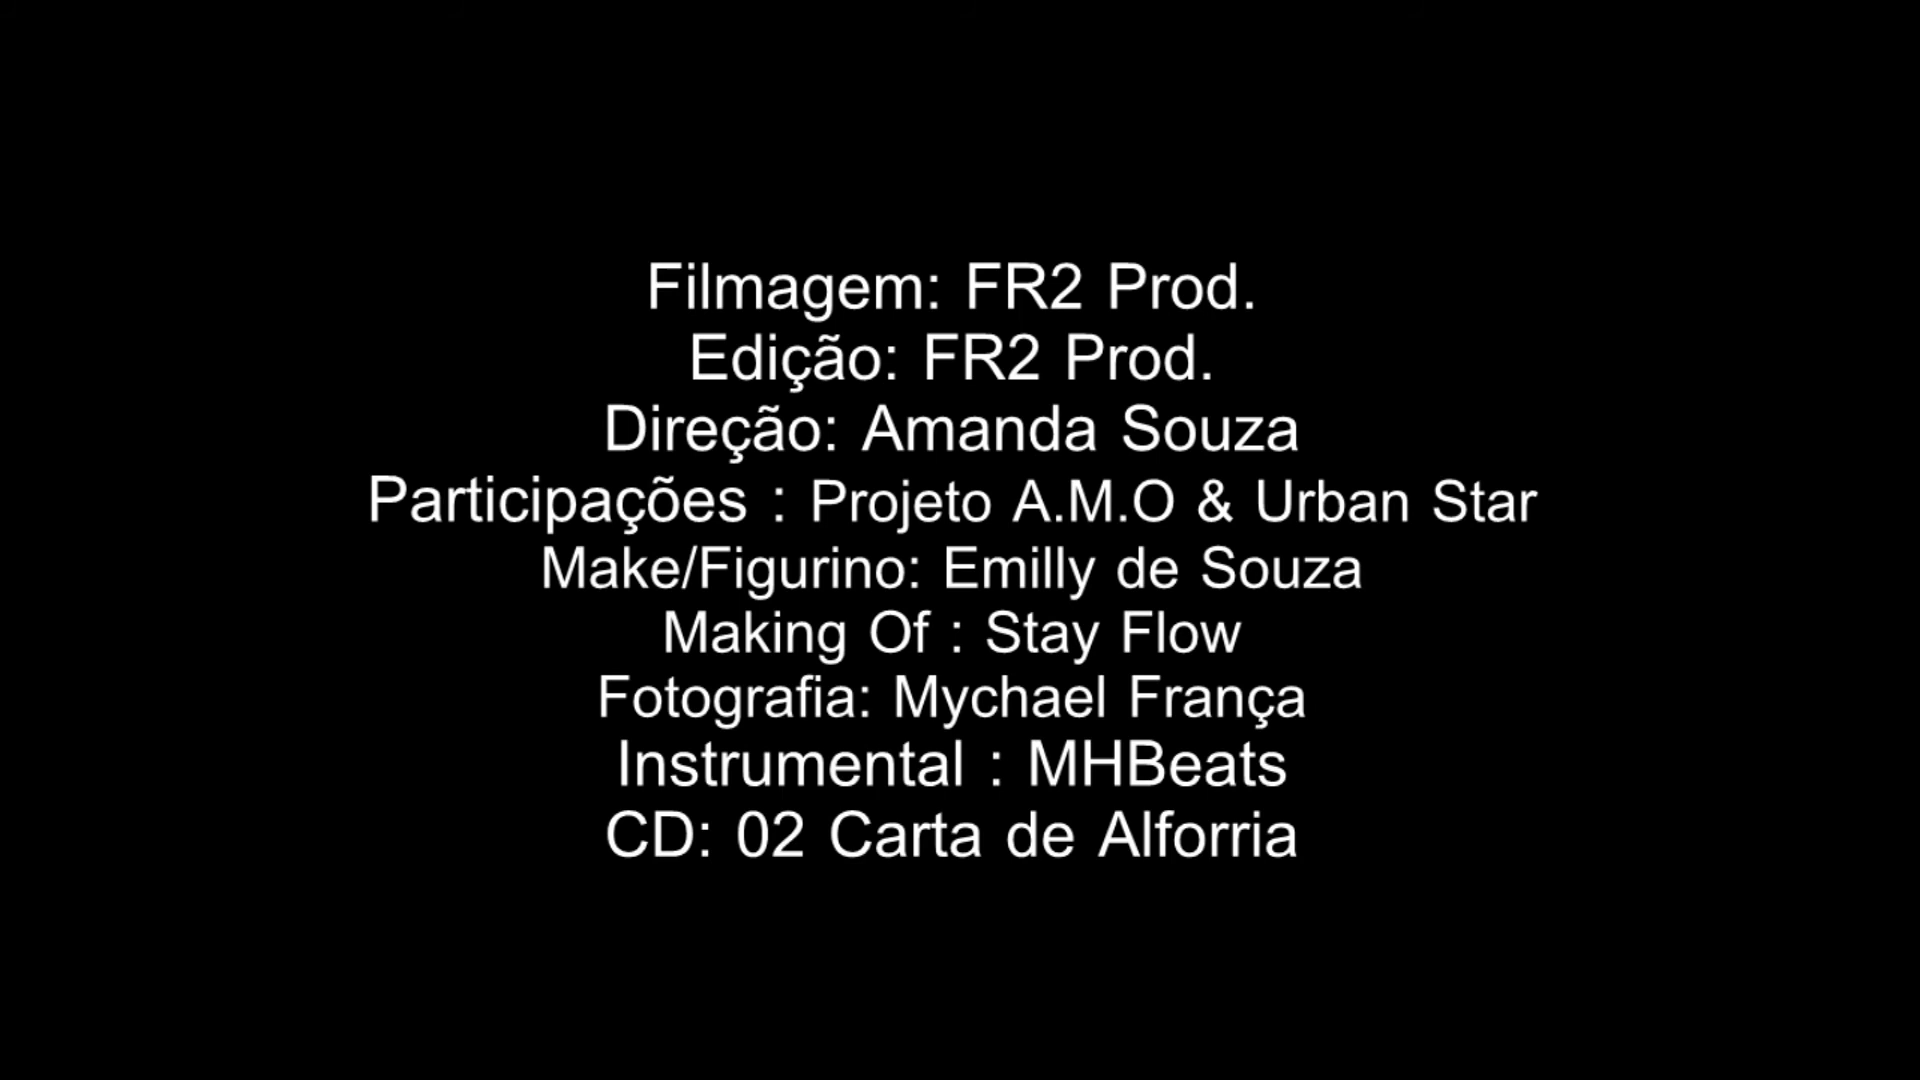 Filmagem: FR2 Prod.
Edição: FR2 Prod.
Direção: Amanda Souza
Participações : Projeto A.M.O & Urban Star
Make/Figurino: Emilly de Souza
Making Of : Stay Flow
Fotografia: Mychael França
Instrumental : MHBeats
CD: 02 Carta de Alforria